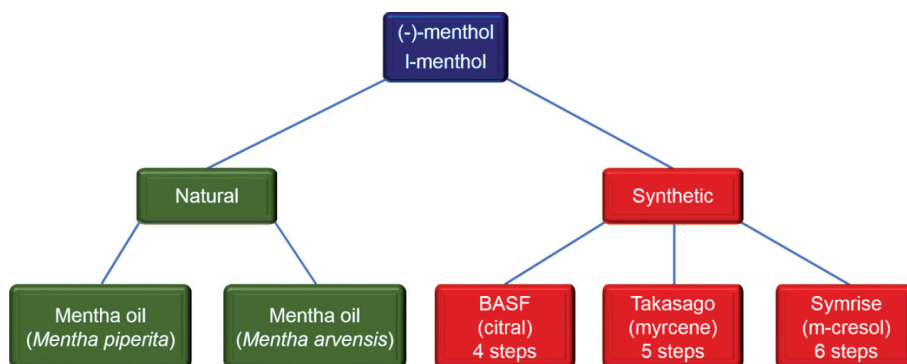 (-)-menthol
l-menthol
Natural
Synthetic
Mentha oil
(Mentha piperita)
Mentha oil
(Mentha arvensis)
BASF
(citral)
4 steps
Takasago
(myrcene)
5 steps
Symrise
(m-cresol)
6 steps